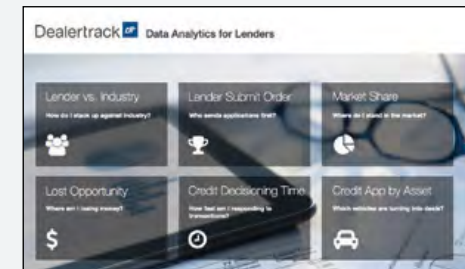 Dealertrack dt Data Analytics for Lenders
Lender vs. Industry
How do I stack up against industry?
Lender Submit Order
Who sends applications first?
Market Share
Where do I stand in the market?
Lost Opportunity
Where am I losing money?
$
Credit Decisioning Time
How fast am I responding to
transactions?
Credit App by Asset
Which vehicles are turning into deals?